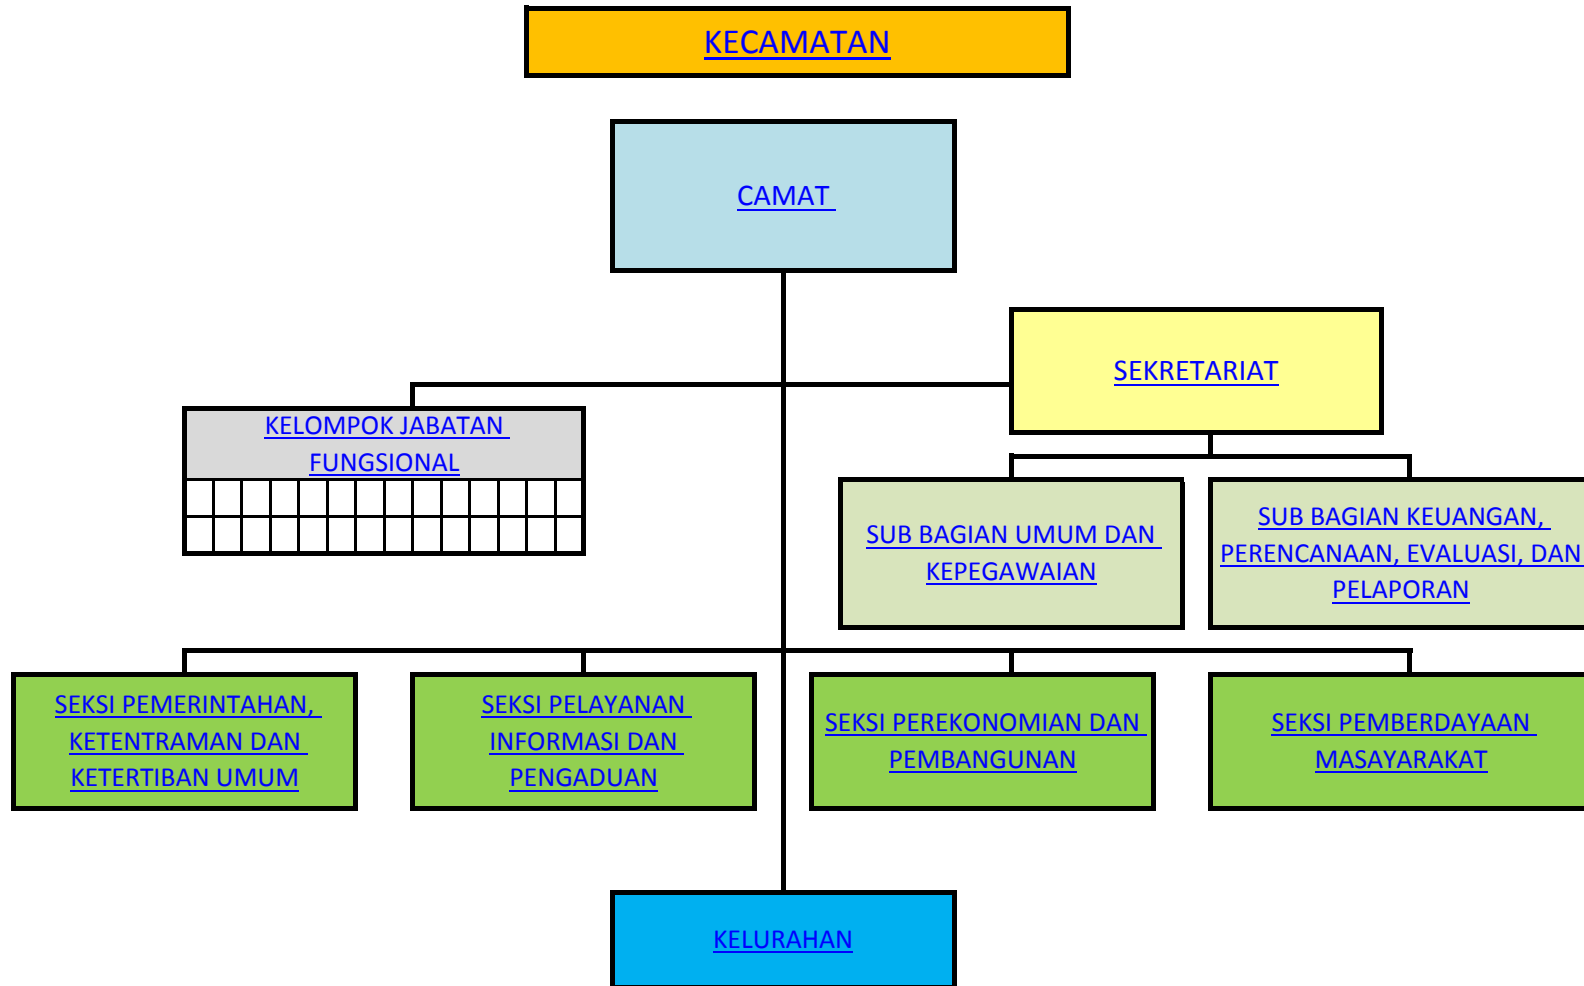 KECAMATAN
CAMAT
SEKRETARIAT
KELOMPOK JABATAN
FUNGSIONAL
SUB BAGIAN UMUM DAN
KEPEGAWAIAN
SUB BAGIAN KEUANGAN,
PERENCANAAN, EVALUASI, DAN
PELAPORAN
SEKSI PEMERINTAHAN,
KETENTRAMAN DAN
KETERTIBAN UMUM
SEKSI PELAYANAN
INFORMASI DAN
PENGADUAN
SEKSI PEREKONOMIAN DAN
PEMBANGUNAN
SEKSI PEMBERDAYAAN
MASAYARAKAT
KELURAHAN